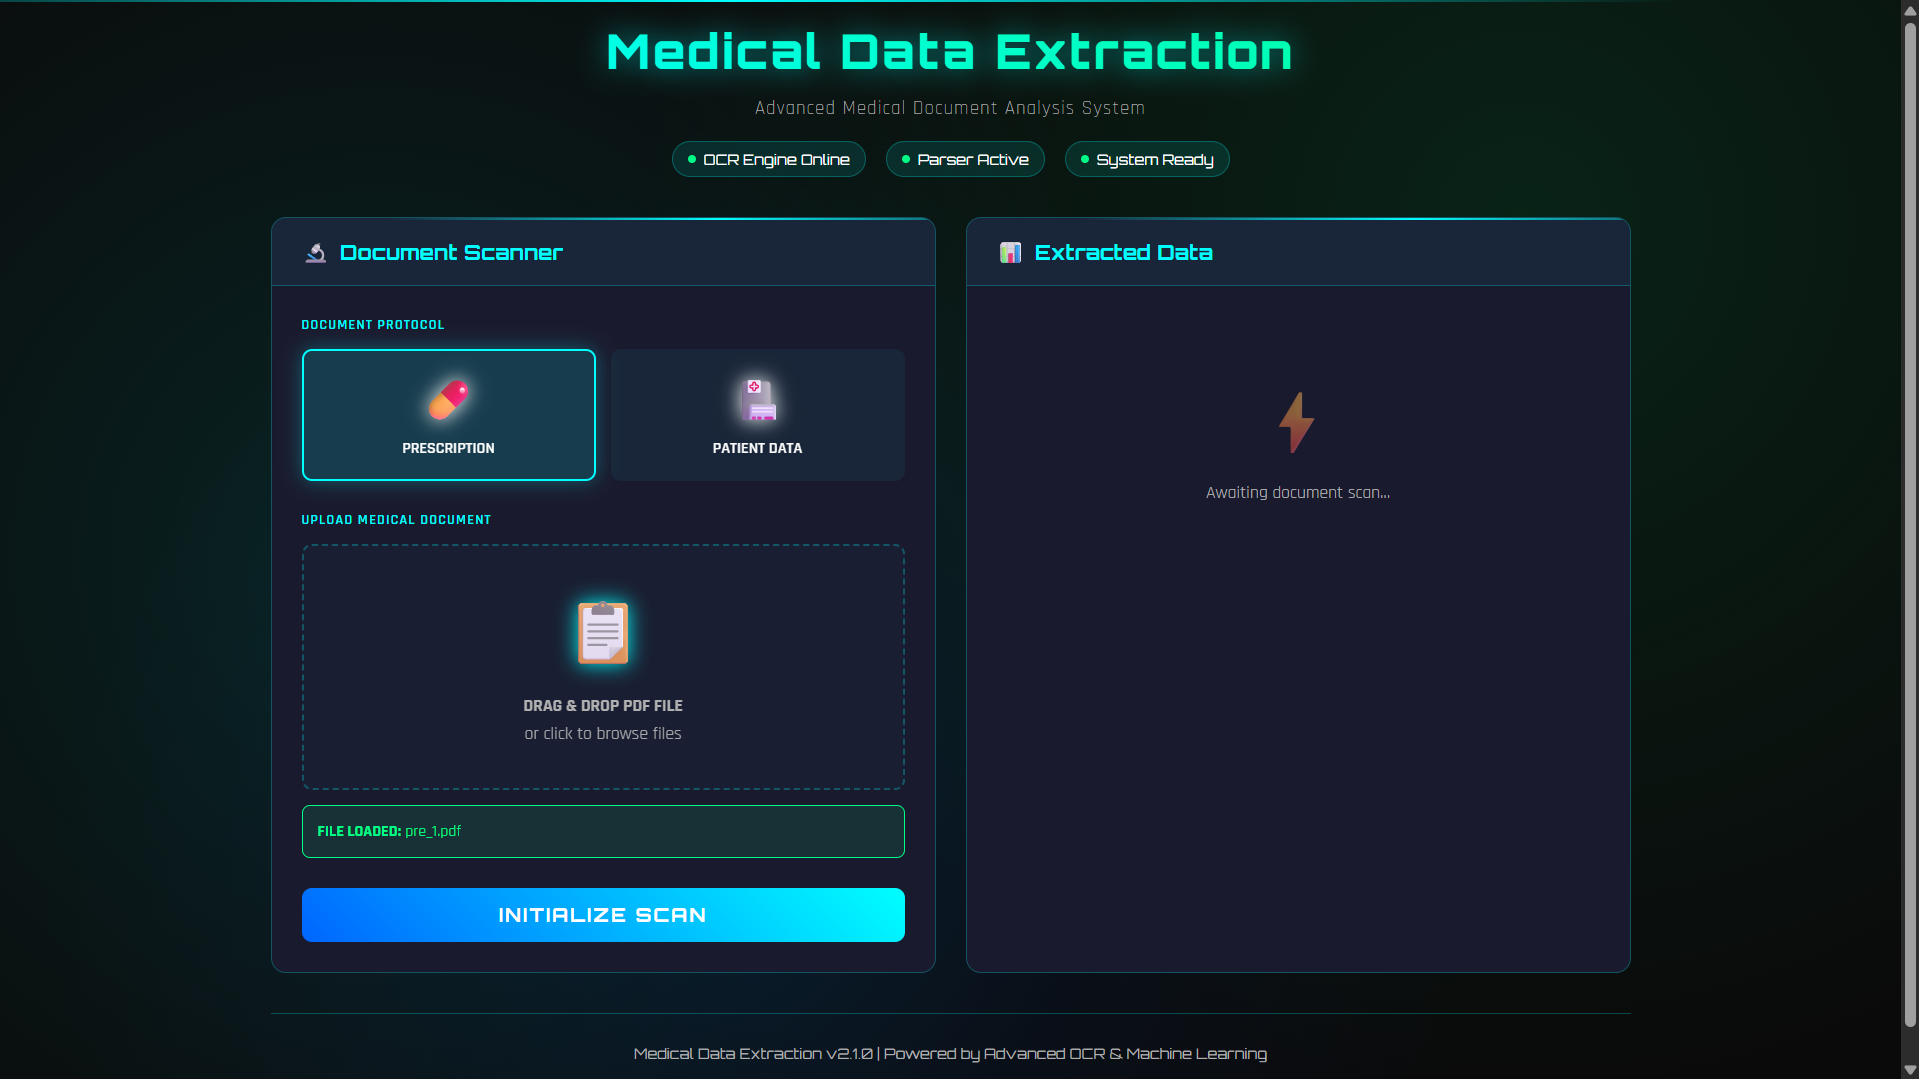 Medical Data Extraction
Advanced Medical Document Analysis System
OCR Engine Online
Parser Active
System Ready
Document Scanner
DOCUMENT PROTOCOL
PRESCRIPTION
PATIENT DATA
UPLOAD MEDICAL DOCUMENT
DRAG & DROP PDF FILE
or click to browse files
FILE LOADED: pre_1.pdf
INITIALIZE SCAN
Extracted Data
Awaiting document scan...
Medical Data Extraction v2.1.0 | Powered by Advanced OCR & Machine Learning